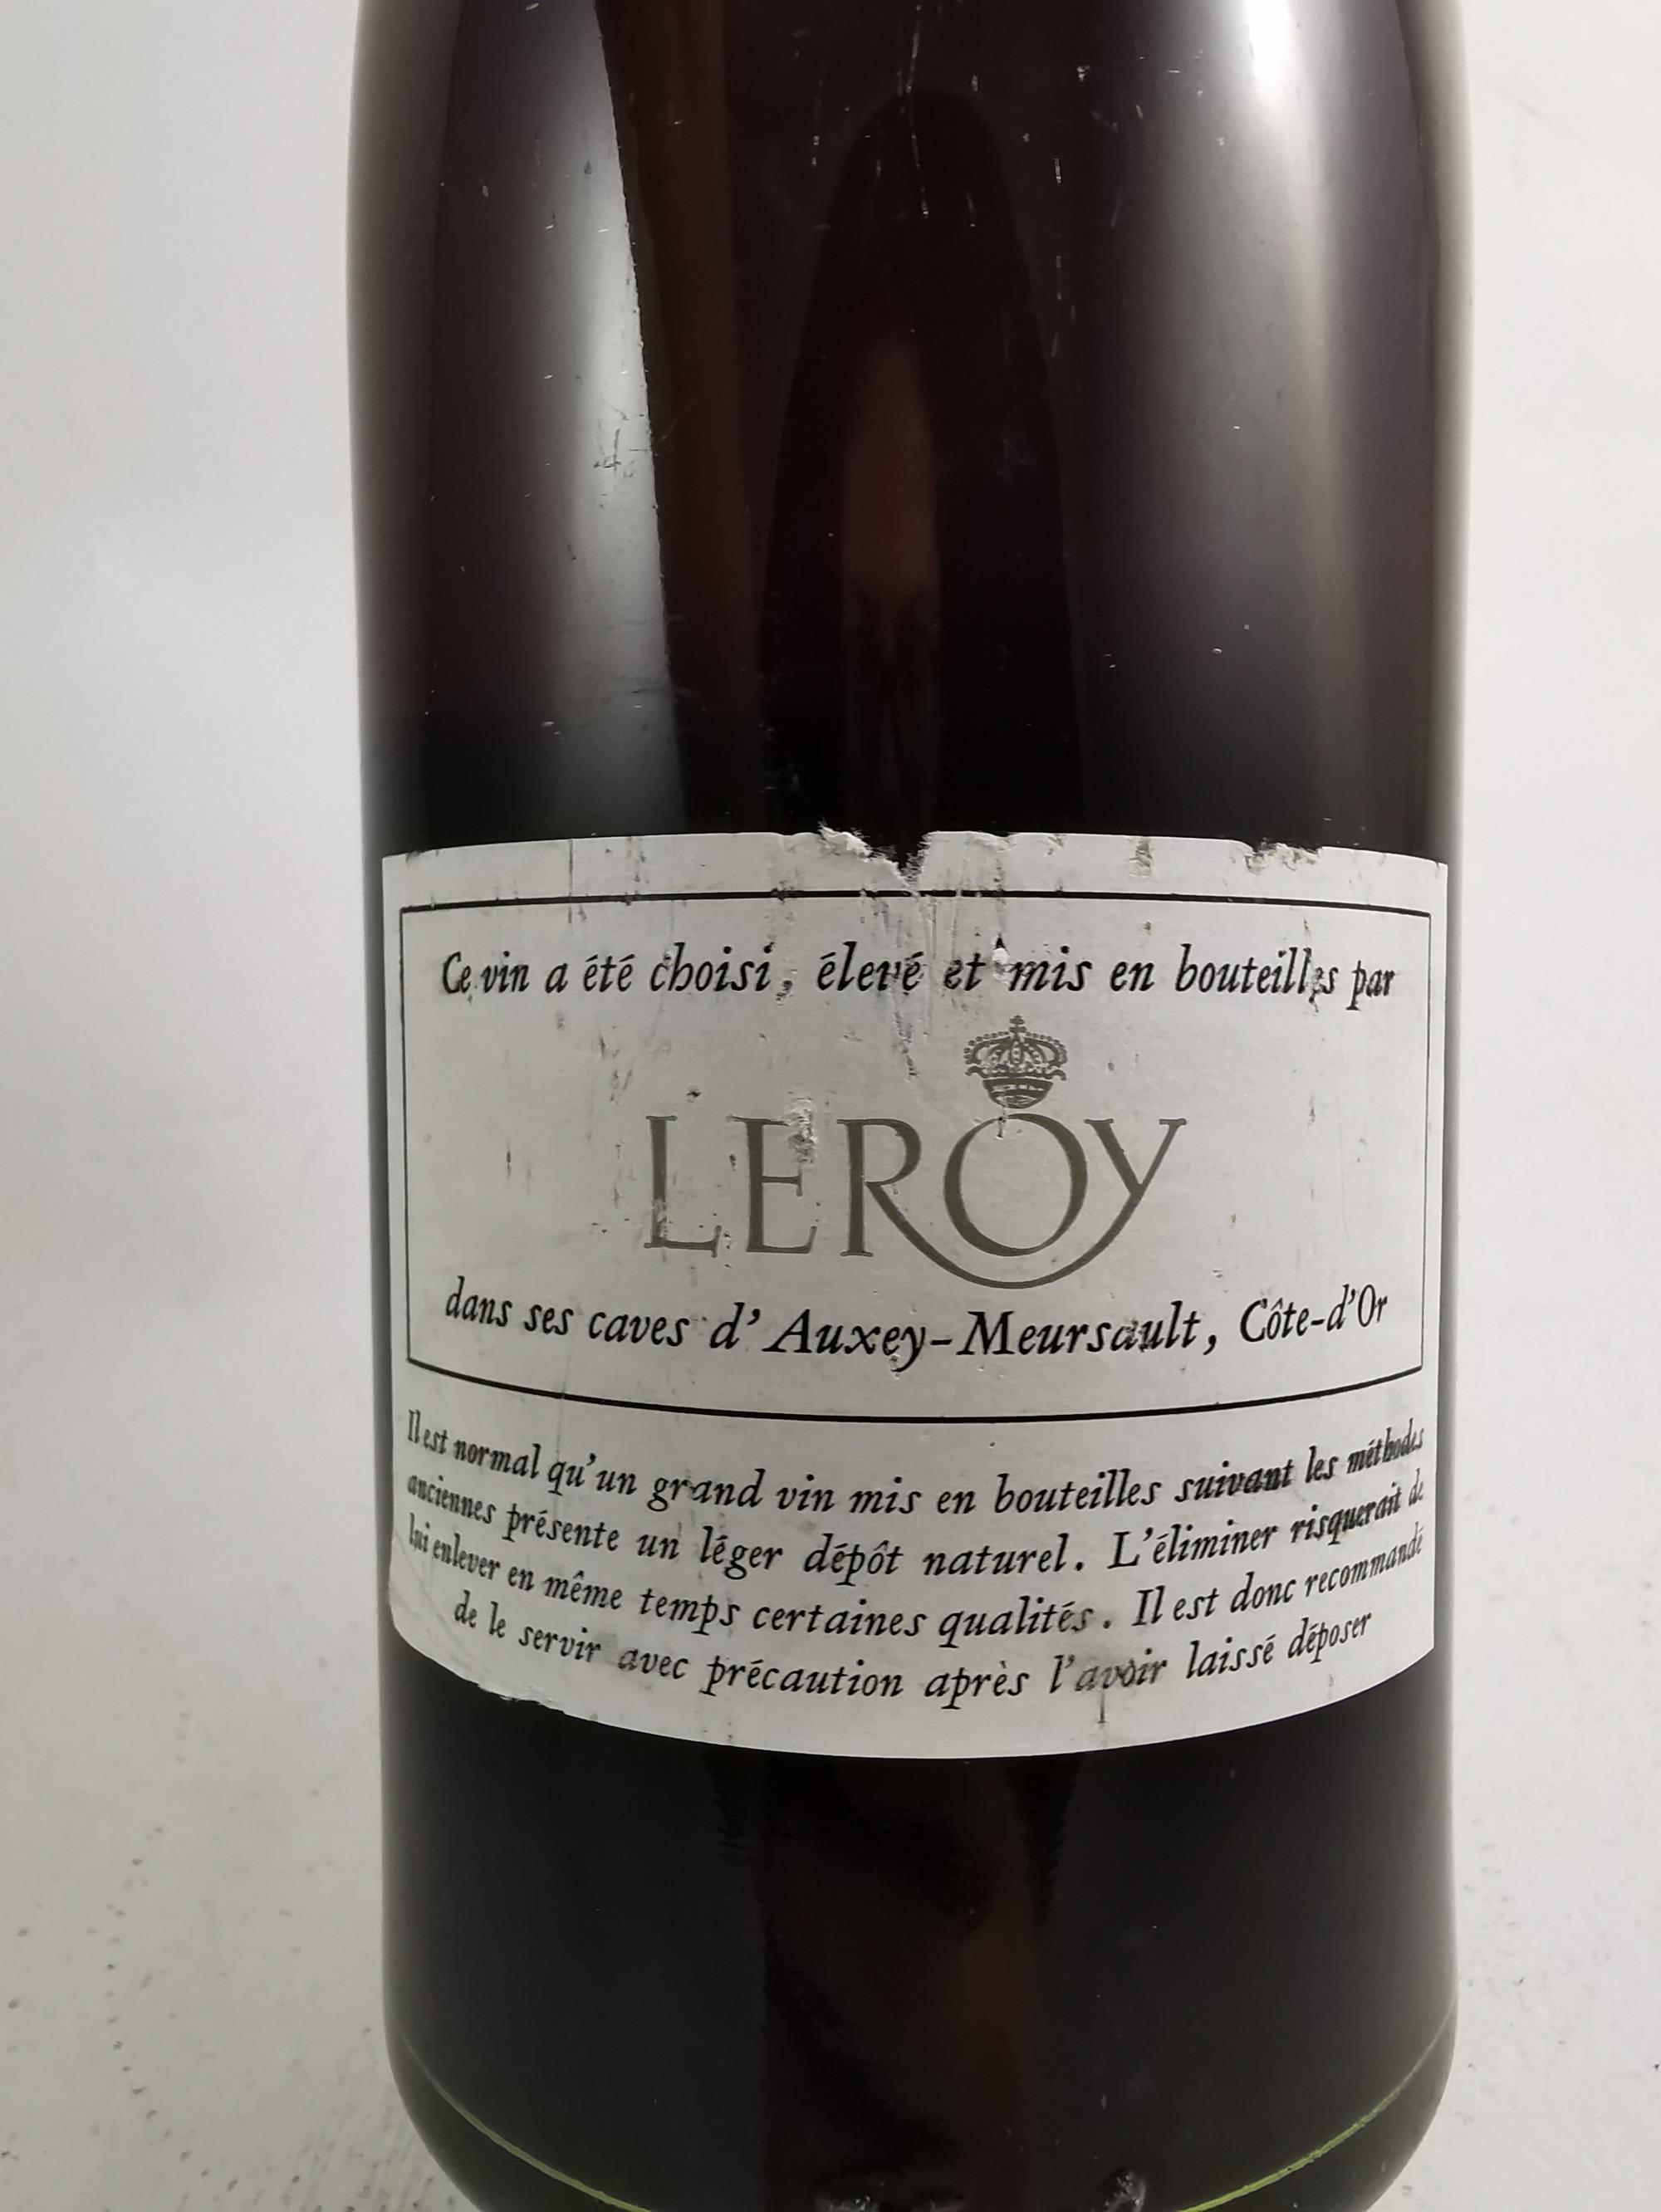 Ce vin a été choisi, élevé et mis en bouteilles par
LEROY
dans ses caves d'Auxey-Meursault, Côte-d'Or
Il est normal qu'un grand vin mis en bouteilles suivant les méthodes
anciennes présente un léger dépôt naturel. L'éliminer risquerait de
lui enlever en même temps certaines qualités. Il est donc recommandé
de le servir avec précaution après l'avoir laissé déposer